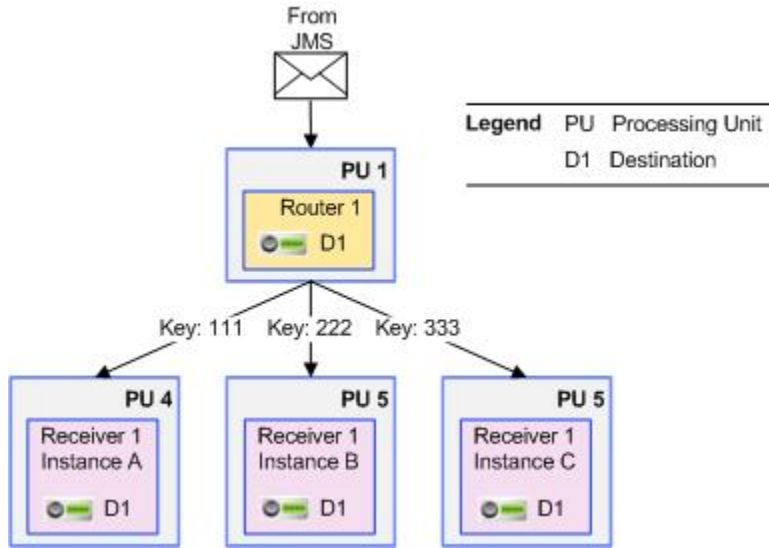 From
JMS
Legend PU Processing Unit
D1 Destination
PU 1
Router 1
D1
Key: 111 Key: 222 Key: 333
PU 4
Receiver 1
Instance A
D1
PU 5
Receiver 1
Instance B
D1
PU 5
Receiver 1
Instance C
D1